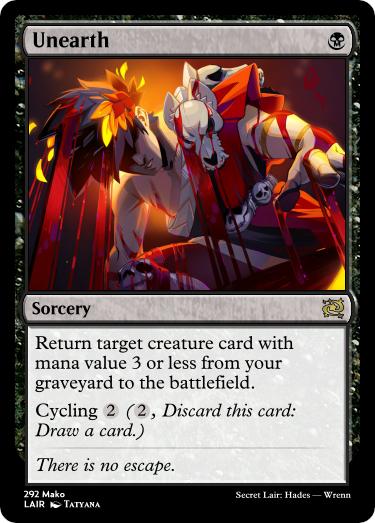 Unearth
Sorcery
Return target creature card with
mana value 3 or less from your
graveyard to the battlefield.
Cycling 2 (2, Discard this card:
Draw a card.)
There is no escape.
292 Mako
Secret Lair: Hades — Wrenn
LAIR Tatyana